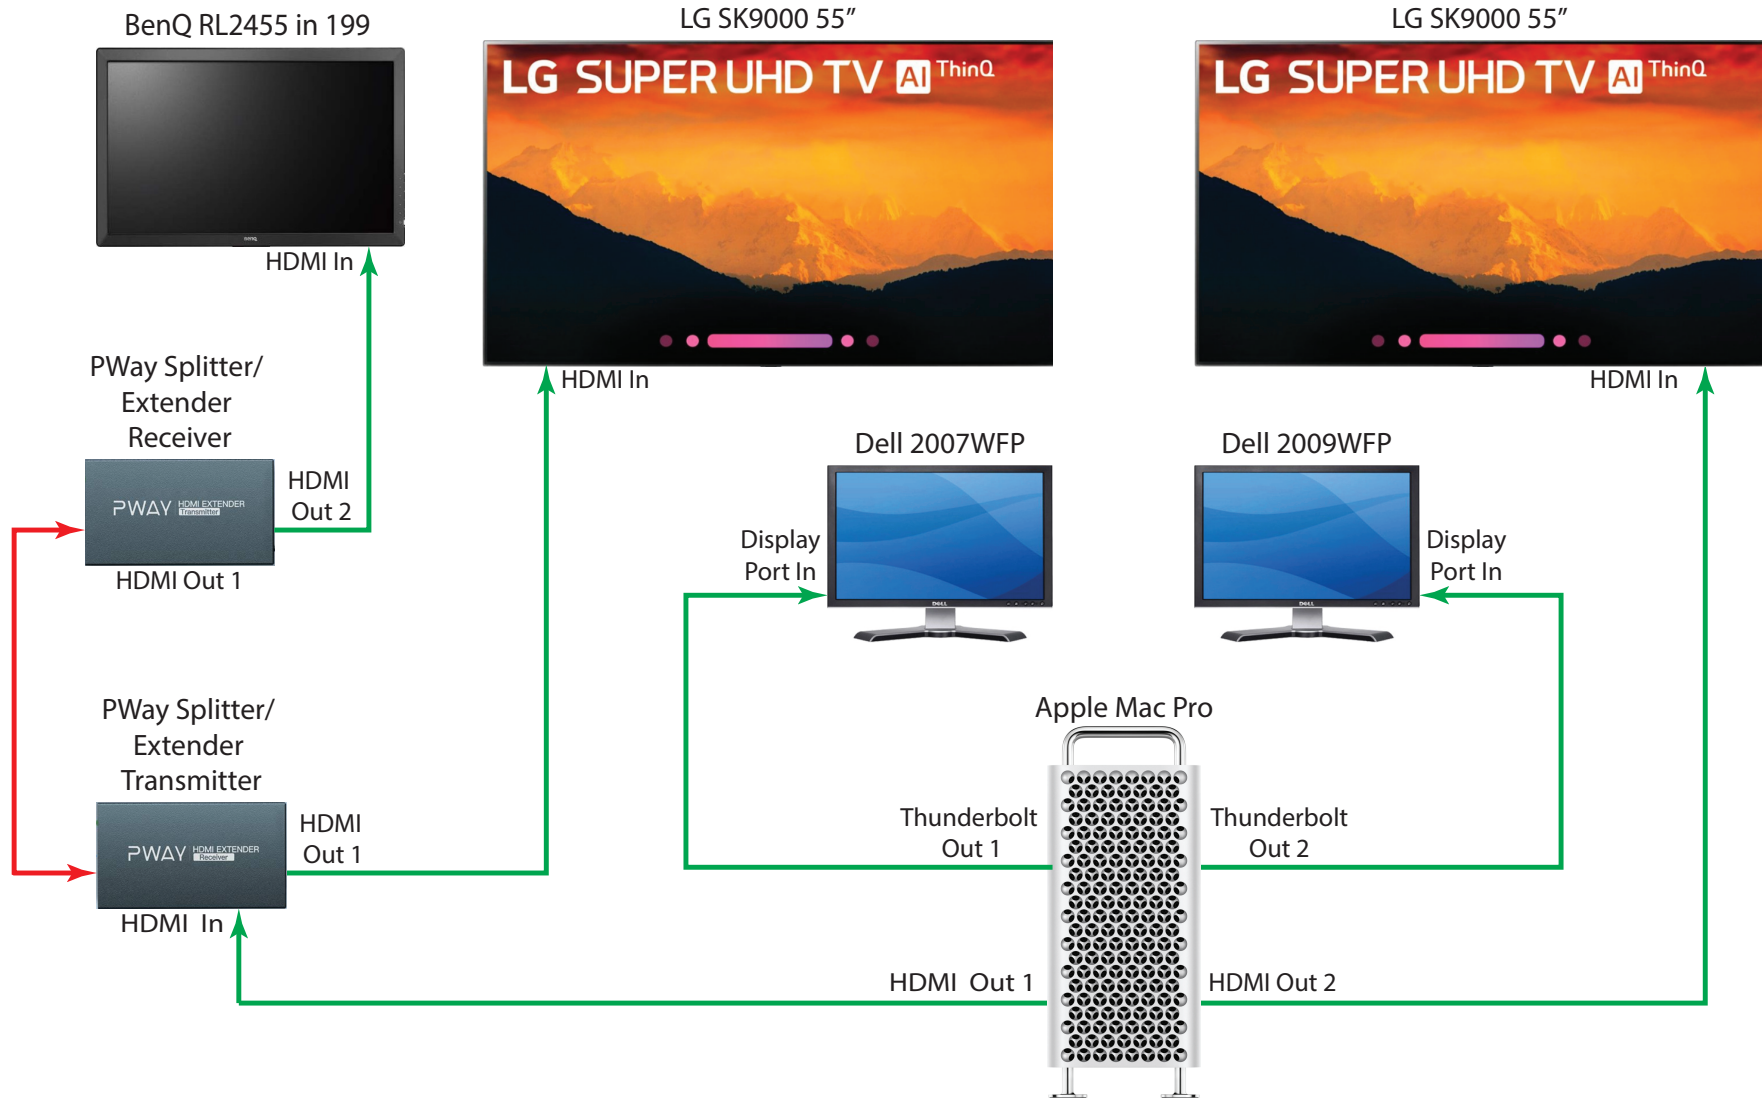 BenQ RL2455 in 199
LG SK9000 55”
LG SK9000 55”
LG SUPER UHD TV AI ThinQ
LG SUPER UHD TV AI ThinQ
BenQ
HDMI In
HDMI In
HDMI In
PWay Splitter/
Extender
Receiver
PWAY HDMI EXTENDER
Transmitter
HDMI
Out 2
HDMI Out 1
Dell 2007WFP
Dell 2009WFP
Display
Port In
Display
Port In
DELL
DELL
PWay Splitter/
Extender
Transmitter
PWAY HDMI EXTENDER
Receiver
HDMI
Out 1
HDMI In
Apple Mac Pro
Thunderbolt
Out 1
Thunderbolt
Out 2
HDMI Out 1
HDMI Out 2